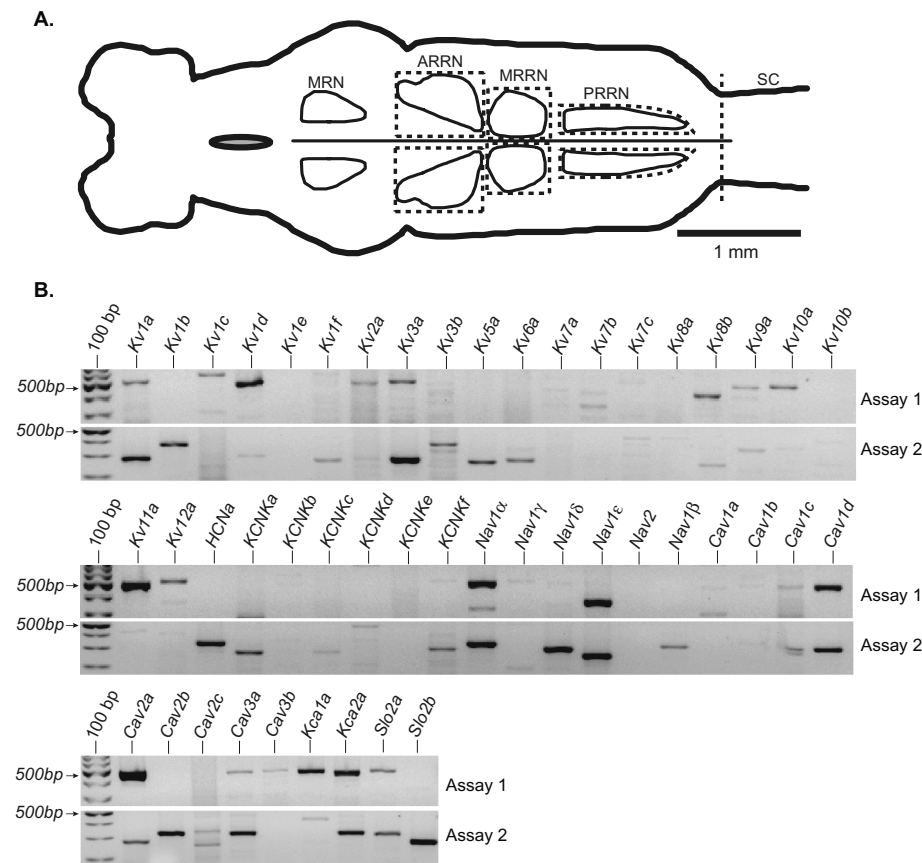 A.
MRN ARRN MRRN PRRN SC
1 mm
B.
100 bp Kv1a Kv1b Kv1c Kv1d Kv1e Kv1f Kv2a Kv3a Kv3b Kv5a Kv6a Kv7a Kv7b Kv7c Kv8a Kv8b Kv9a Kv10a Kv10b
500bp Assay 1
500bp Assay 2
100 bp Kv11a Kv12a HCNa KCNKa KCNKb KCNKc KCNKd KCNKe KCNKf Nav1α Nav1γ Nav1δ Nav1ε Nav2 Nav1β Cav1a Cav1b Cav1c Cav1d
500bp Assay 1
500bp Assay 2
100 bp Cav2a Cav2b Cav2c Cav3a Cav3b Kca1a Kca2a Slo2a Slo2b
500bp Assay 1
500bp Assay 2